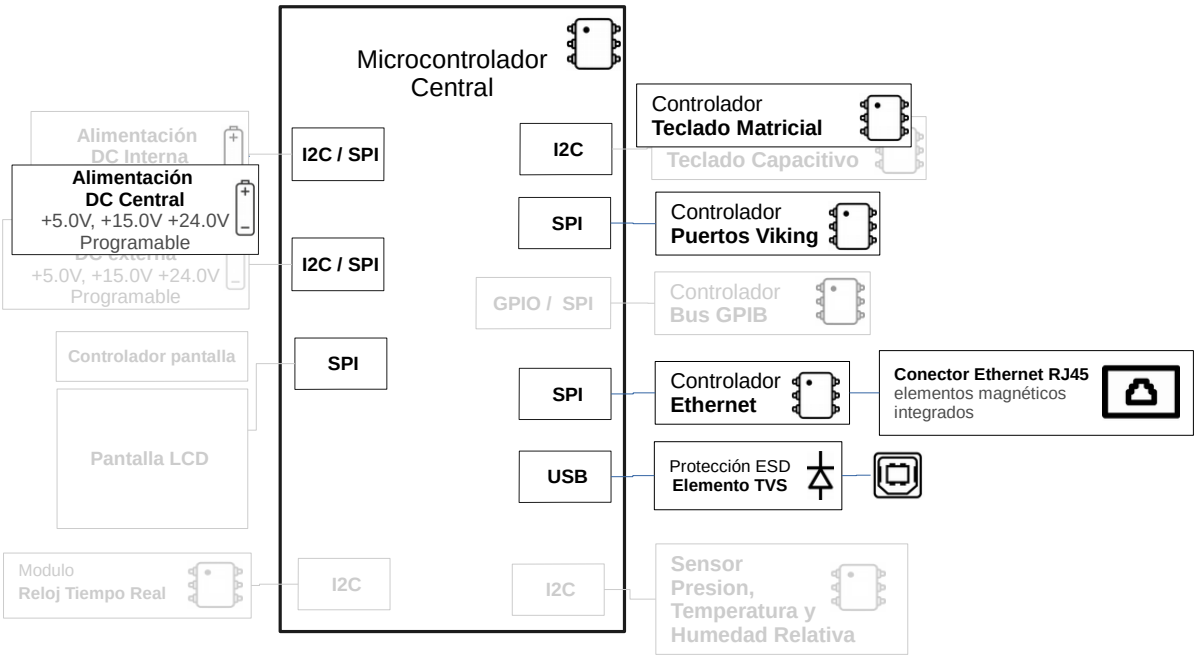 Microcontrolador
Central
Alimentación
DC Interna
I2C / SPI
Alimentación
DC Central
+5.0V, +15.0V +24.0V
Programable
DC externa
+5.0V, +15.0V +24.0V
Programable
I2C / SPI
Controlador pantalla
SPI
Pantalla LCD
Modulo
Reloj Tiempo Real
I2C
I2C
Controlador
Teclado Matricial
Teclado Capacitivo
SPI
Controlador
Puertos Viking
GPIO / SPI
Controlador
Bus GPIB
SPI
Controlador
Ethernet
Conector Ethernet RJ45
elementos magnéticos
integrados
USB
Protección ESD
Elemento TVS
I2C
Sensor
Presion,
Temperatura y
Humedad Relativa